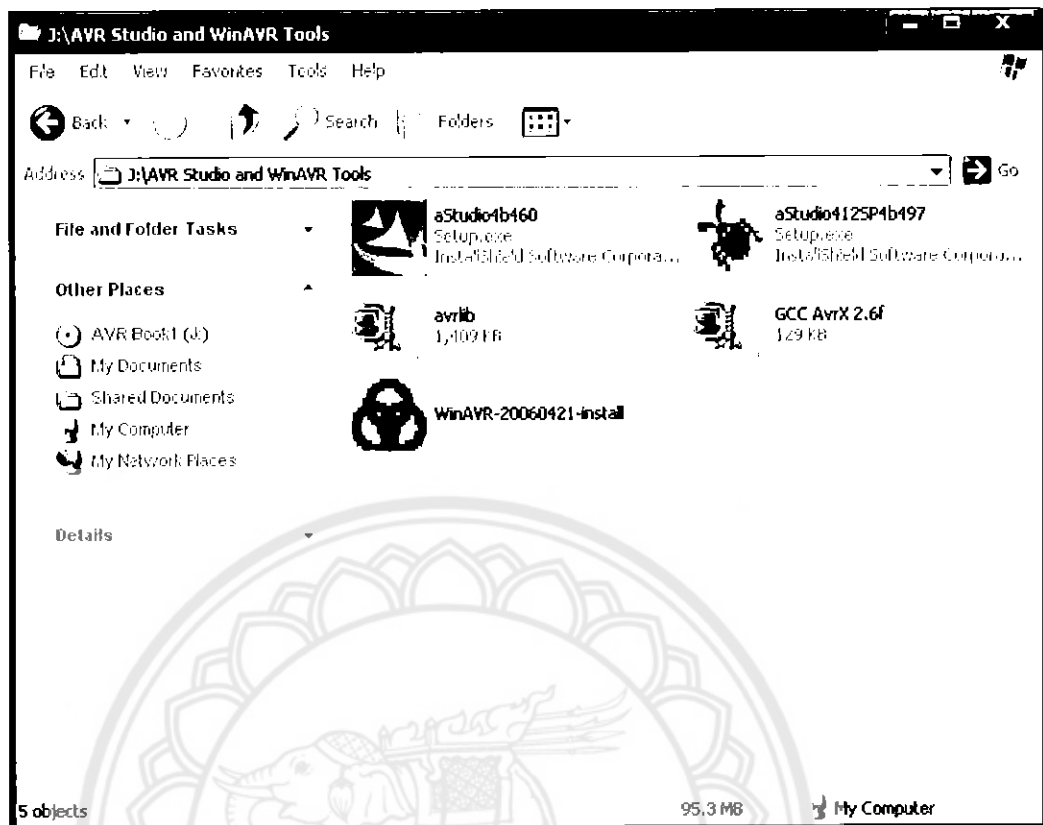 J:\AVR Studio and WinAVR Tools
File Edit View Favorites Tools Help
Back Search Folders
Address J:\AVR Studio and WinAVR Tools Go
File and Folder Tasks
Other Places
AVR Book1 (J:)
My Documents
Shared Documents
My Computer
My Network Places
Details
aStudio4b460
Setup.exe
InstallShield Software Corpora...
aStudio412SP4b497
Setup.exe
InstallShield Software Corpora...
avrlib
1,409 KB
GCC AvrX 2.6f
129 KB
WinAVR-20060421-install
5 objects 95.3 MB My Computer